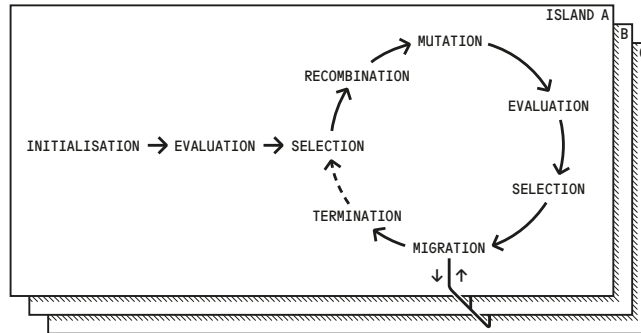 ISLAND A
B
MUTATION
RECOMBINATION
EVALUATION
INITIALISATION
EVALUATION
SELECTION
SELECTION
TERMINATION
MIGRATION